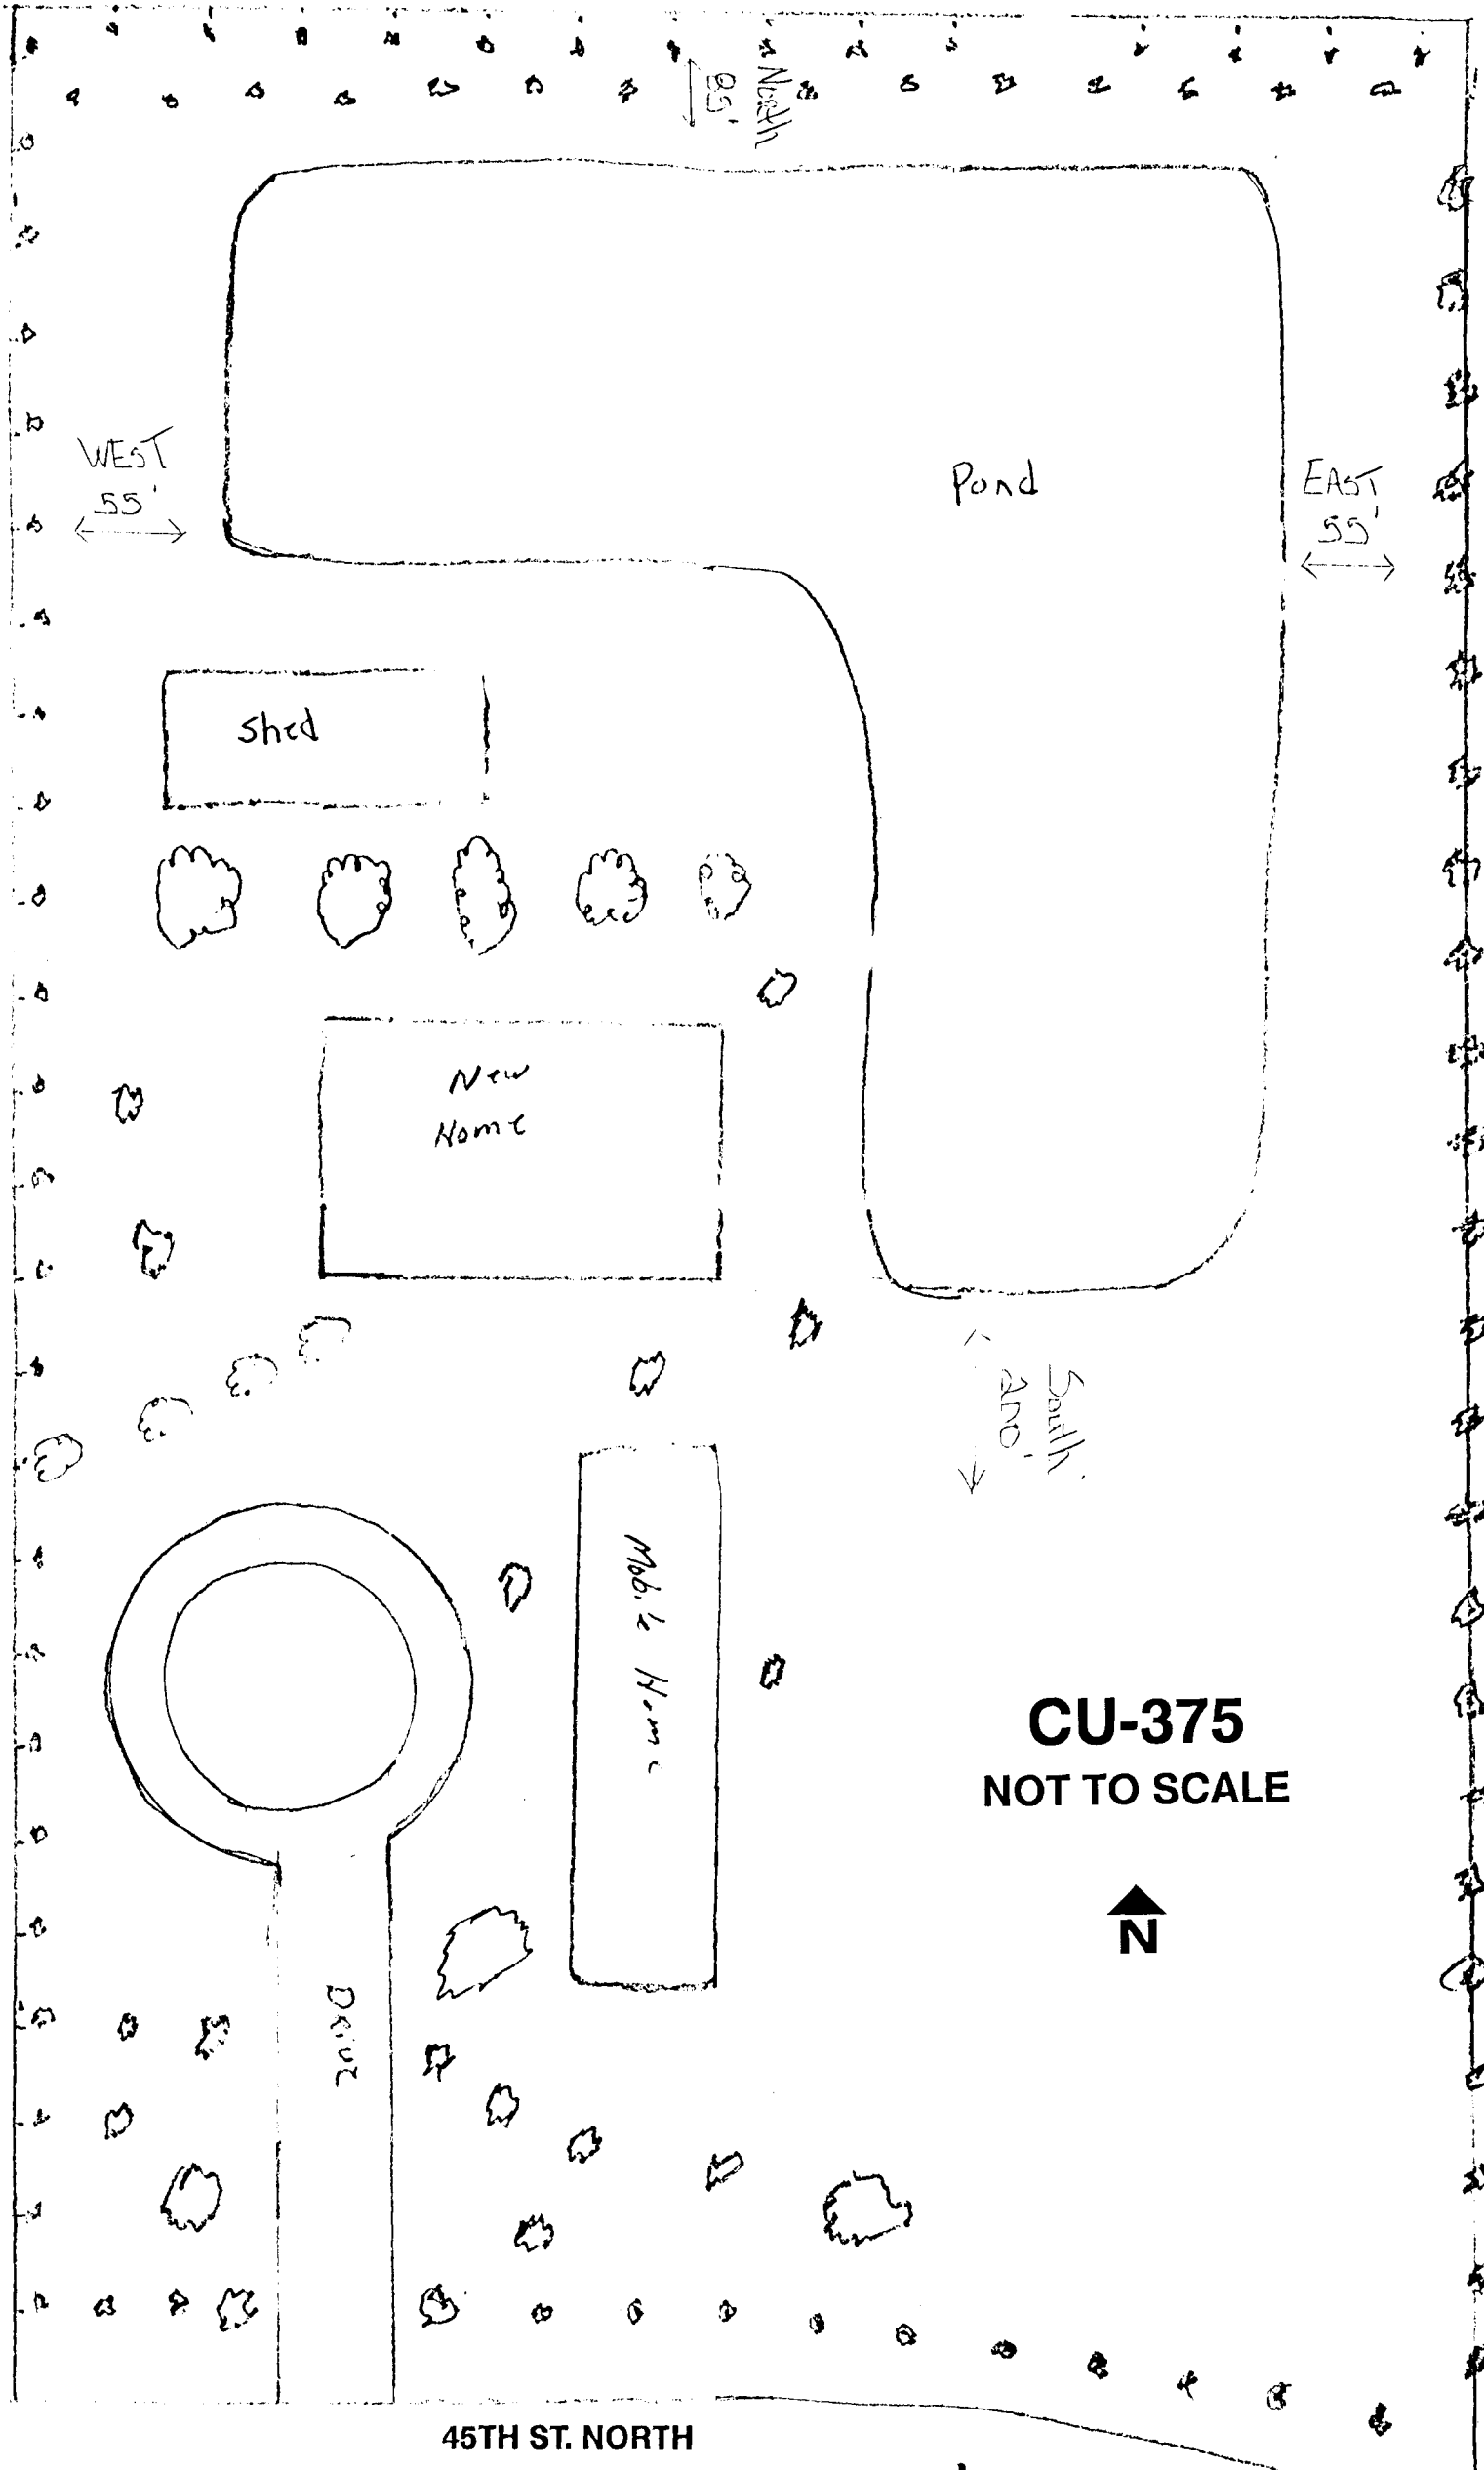 North
85'
WEST
55'
Pond
EAST
55'
Shed
New
Home
South
200'
Mobile Home
CU-375
NOT TO SCALE
N
Drive
45TH ST. NORTH